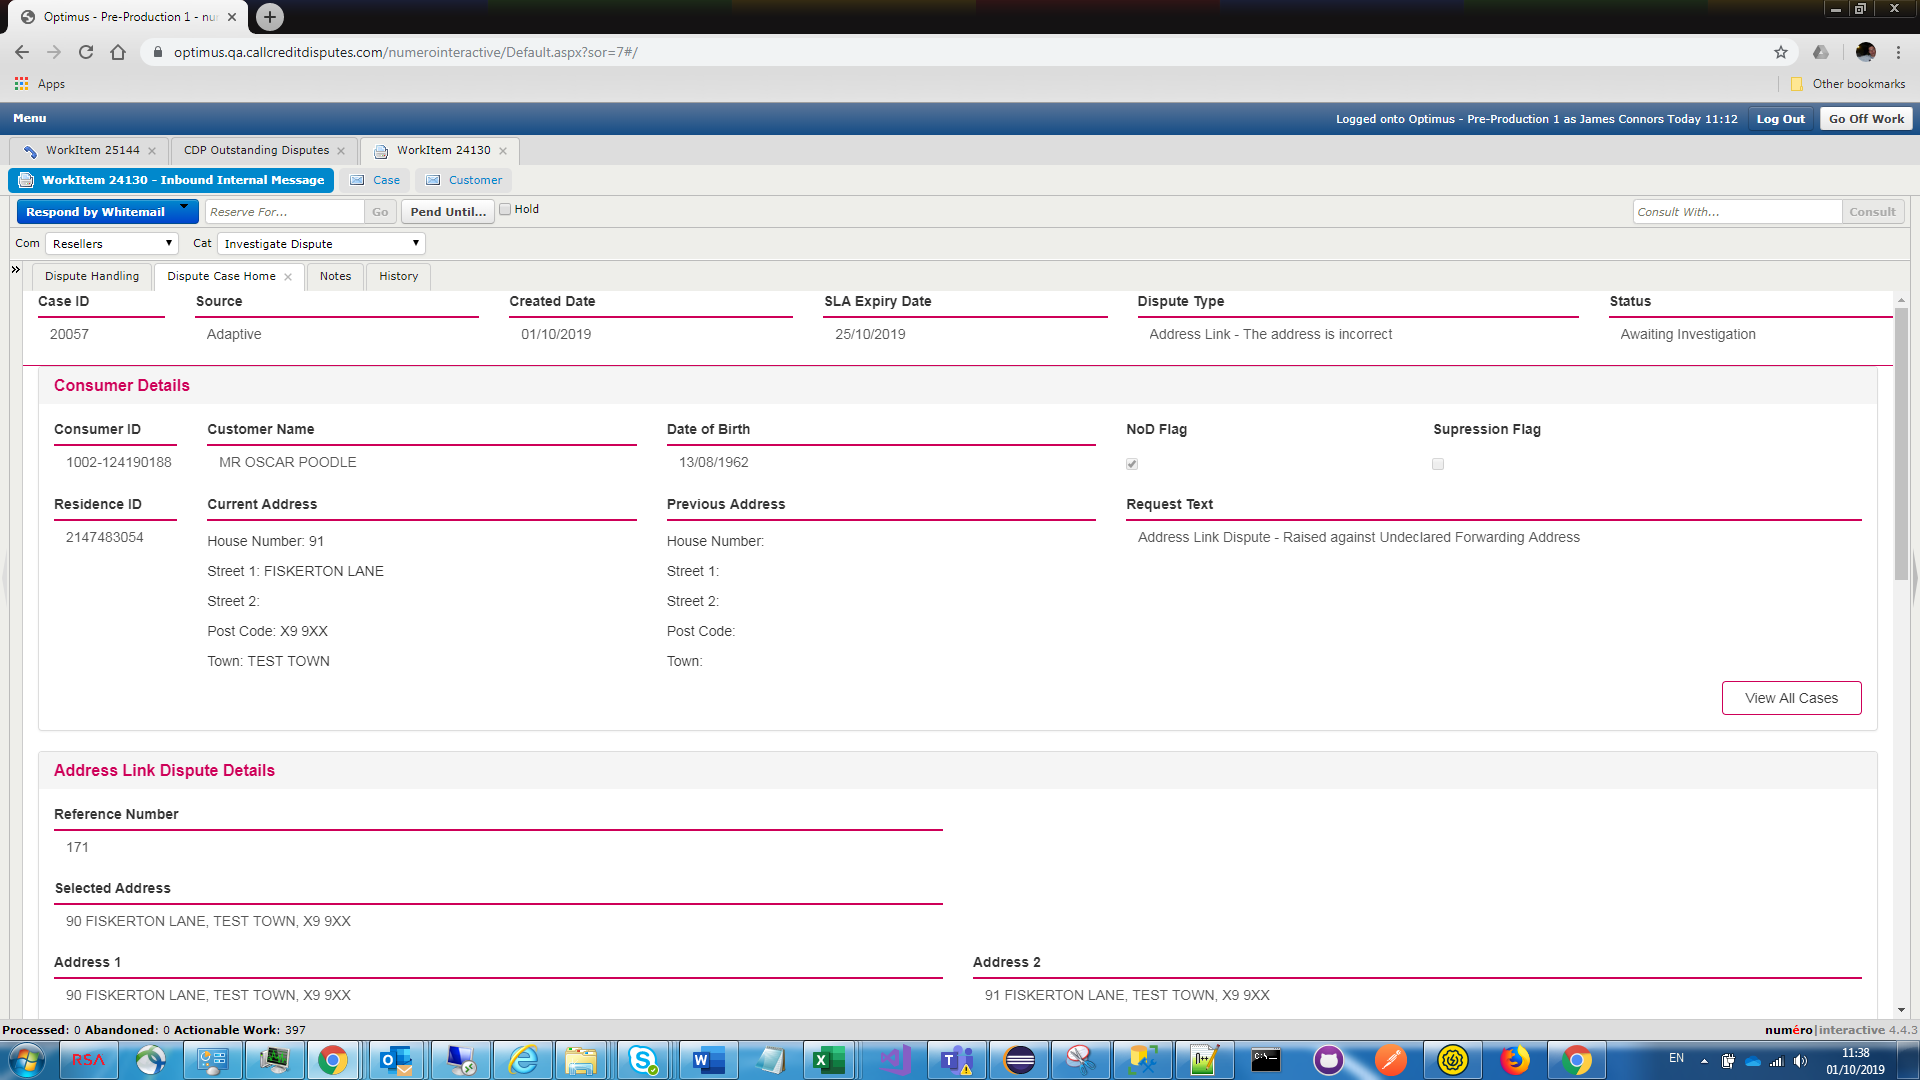 Optimus - Pre-Production 1 - nu
optimus.qa.callcreditdisputes.com/numerointeractive/Default.aspx?sor=7#/
Apps
Other bookmarks
Menu
Logged onto Optimus - Pre-Production 1 as James Connors Today 11:12
Log Out
Go Off Work
WorkItem 25144
CDP Outstanding Disputes
WorkItem 24130
WorkItem 24130 - Inbound Internal Message
Case
Customer
Respond by Whitemail
Reserve For...
Go
Pend Until...
Hold
Consult With...
Consult
Com
Resellers
Cat
Investigate Dispute
Dispute Handling
Dispute Case Home
Notes
History
Case ID
Source
Created Date
SLA Expiry Date
Dispute Type
Status
20057
Adaptive
01/10/2019
25/10/2019
Address Link - The address is incorrect
Awaiting Investigation
Consumer Details
Consumer ID
Customer Name
Date of Birth
NoD Flag
Supression Flag
1002-124190188
MR OSCAR POODLE
13/08/1962
Residence ID
Current Address
Previous Address
Request Text
2147483054
House Number: 91
House Number:
Address Link Dispute - Raised against Undeclared Forwarding Address
Street 1: FISKERTON LANE
Street 1:
Street 2:
Street 2:
Post Code: X9 9XX
Post Code:
Town: TEST TOWN
Town:
View All Cases
Address Link Dispute Details
Reference Number
171
Selected Address
90 FISKERTON LANE, TEST TOWN, X9 9XX
Address 1
Address 2
90 FISKERTON LANE, TEST TOWN, X9 9XX
91 FISKERTON LANE, TEST TOWN, X9 9XX
Processed: 0 Abandoned: 0 Actionable Work: 397
numéro|interactive 4.4.3
RSA
EN
11:38
01/10/2019